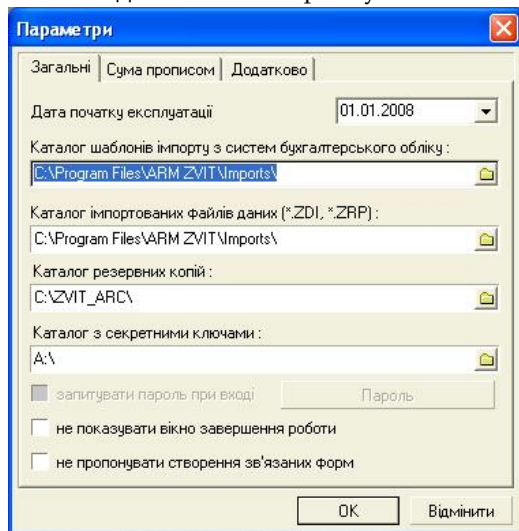 Параметри
Загальні Сума прописом Додатково
Дата початку експлуатації 01.01.2008
Каталог шаблонів імпорту з систем бухгалтерського обліку :
C:\Program Files\ARM ZVIT\Imports\
Каталог імпортованих файлів даних (*.ZDI, *.ZRP) :
C:\Program Files\ARM ZVIT\Imports\
Каталог резервних копій :
C:\ZVIT_ARC\
Каталог з секретними ключами :
A:\
запитувати пароль при вході Пароль
не показувати вікно завершення роботи
не пропонувати створення зв'язаних форм
OK Відмінити